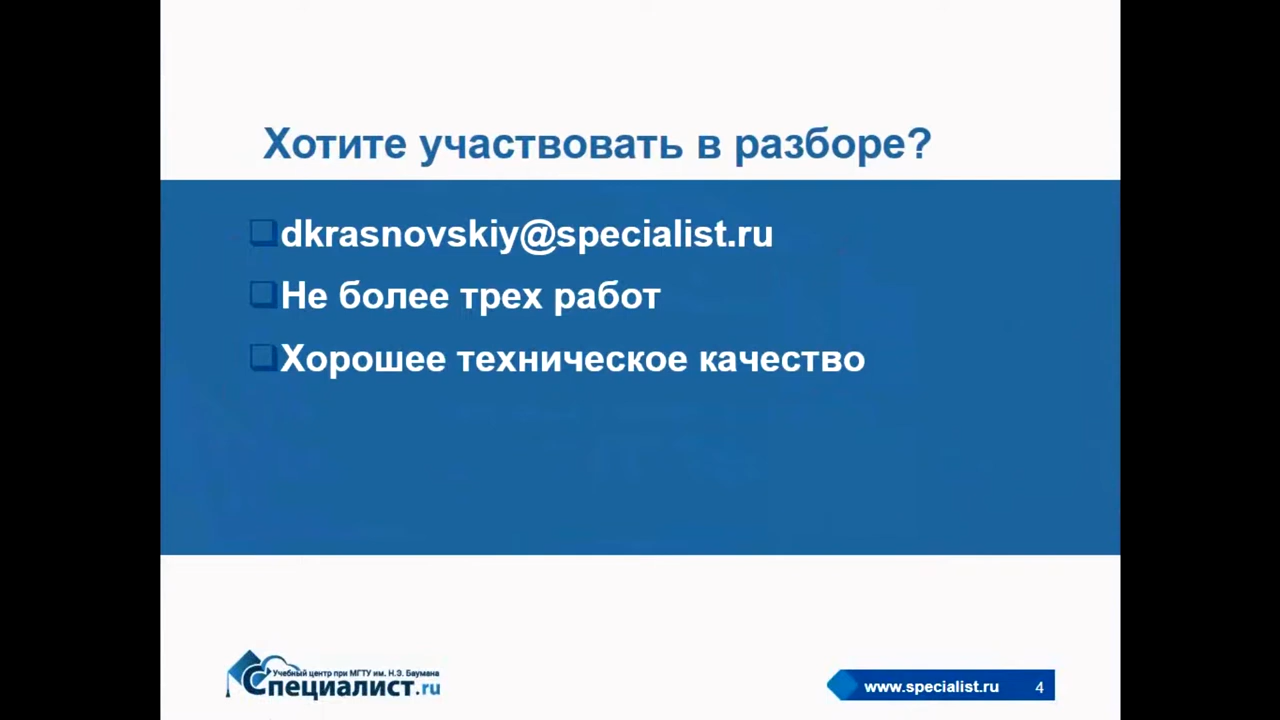 Хотите участвовать в разборе?
dkrasnovskiy@specialist.ru
Не более трех работ
Хорошее техническое качество
Учебный центр при МГТУ им. Н.Э. Баумана
Специалист.ru
www.specialist.ru 4